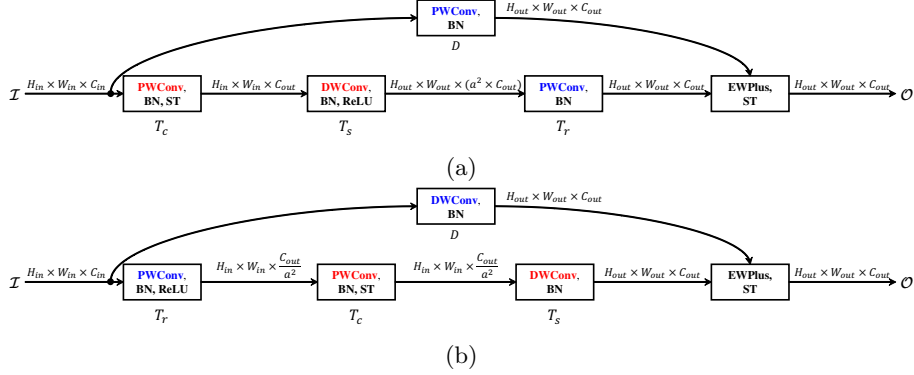 PWConv, BN
H_out × W_out × C_out
D
I
H_in × W_in × C_in
PWConv, BN, ST
H_in × W_in × C_out
DWConv, BN, ReLU
H_out × W_out × (a² × C_out)
PWConv, BN
H_out × W_out × C_out
EWPlus, ST
H_out × W_out × C_out
O
T_c
T_s
T_r
(a)
DWConv, BN
H_out × W_out × C_out
D
I
H_in × W_in × C_in
PWConv, BN, ReLU
H_in × W_in × C_out/a²
PWConv, BN, ST
H_in × W_in × C_out/a²
DWConv, BN
H_out × W_out × C_out
EWPlus, ST
H_out × W_out × C_out
O
T_r
T_c
T_s
(b)